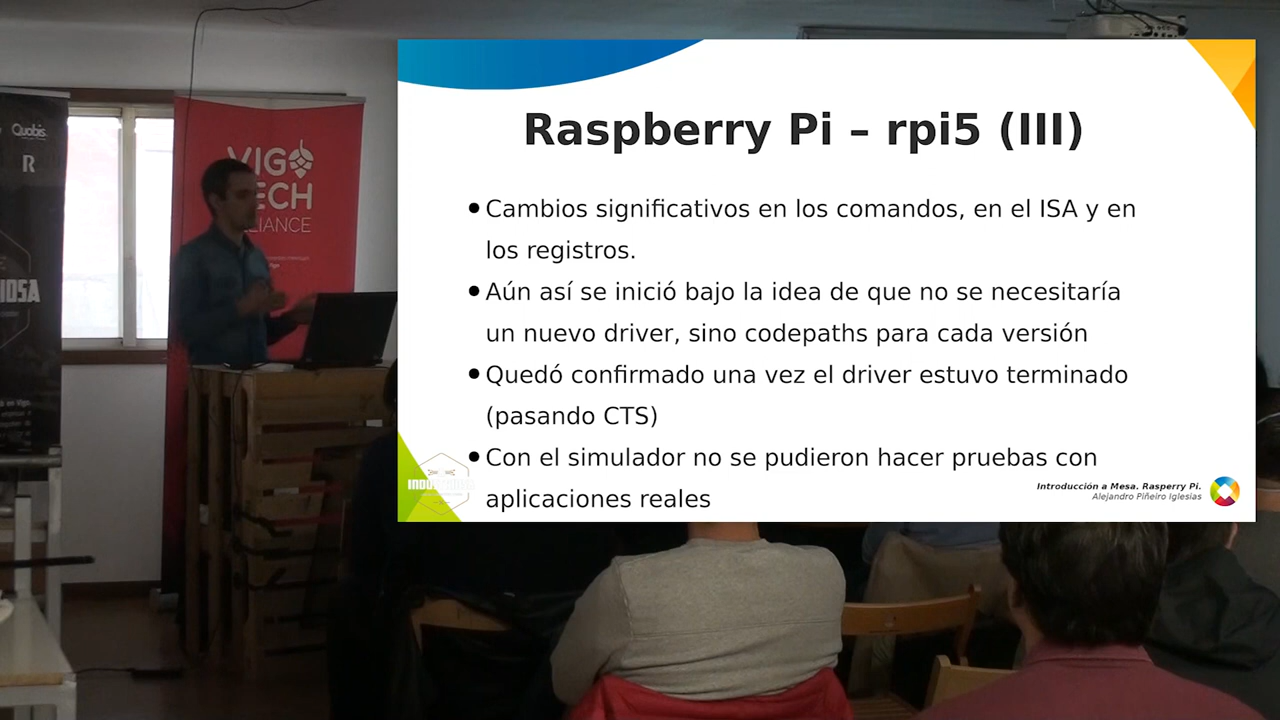 Quobis.
R
VIGO
TECH
ALLIANCE
Raspberry Pi – rpi5 (III)
Cambios significativos en los comandos, en el ISA y en
los registros.
Aún así se inició bajo la idea de que no se necesitaría
un nuevo driver, sino codepaths para cada versión
Quedó confirmado una vez el driver estuvo terminado
(pasando CTS)
Con el simulador no se pudieron hacer pruebas con
aplicaciones reales
Introducción a Mesa. Rasperry Pi.
Alejandro Piñeiro Iglesias